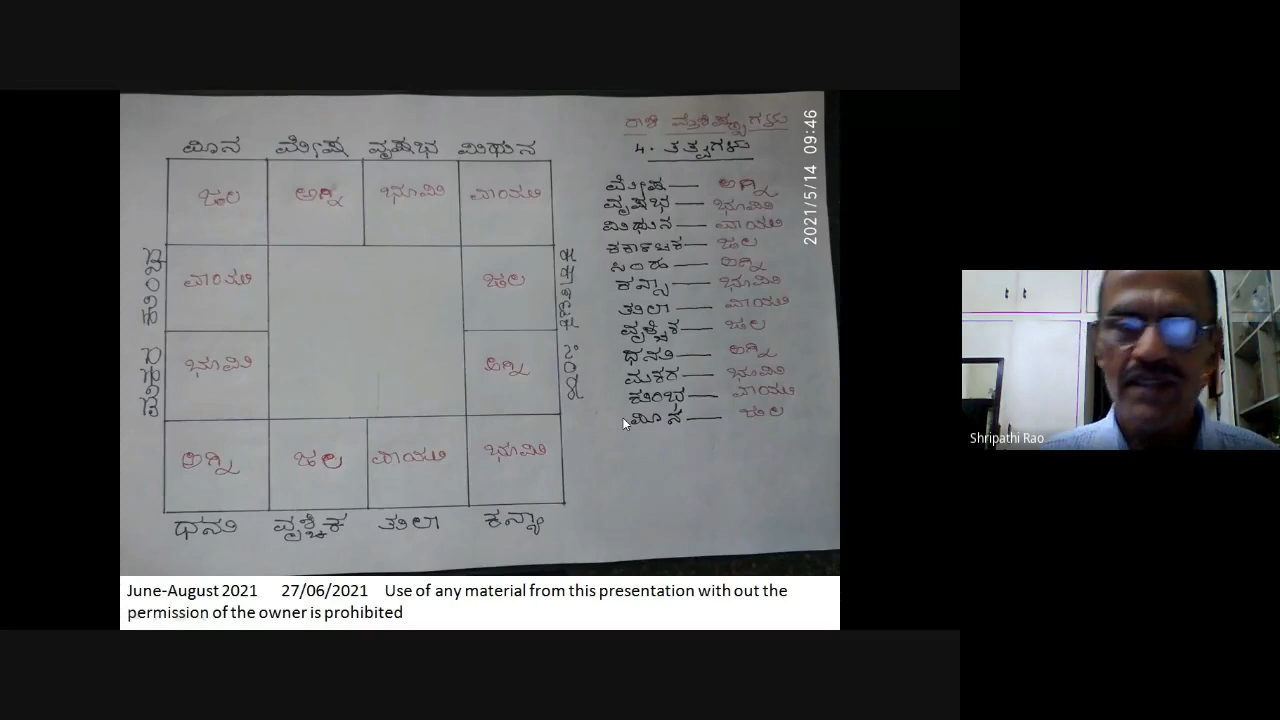 ಮೀನ ಮೇಷ ವೃಷಭ ಮಿಥುನ
ಜಲ ಅಗ್ನಿ ಭೂಮಿ ವಾಯು
ಕುಂಭ ವಾಯು ಜಲ ಕರ್ಕಾಟಕ
ಮಕರ ಭೂಮಿ ಅಗ್ನಿ ಸಿಂಹ
ಅಗ್ನಿ ಜಲ ವಾಯು ಭೂಮಿ
ಧನು ವೃಶ್ಚಿಕ ತುಲಾ ಕನ್ಯಾ
ರಾಶಿ ವೈಶಿಷ್ಟ್ಯಗಳು
4. ತತ್ವಗಳು
ಮೇಷ — ಅಗ್ನಿ
ವೃಷಭ — ಭೂಮಿ
ಮಿಥುನ — ವಾಯು
ಕರ್ಕಾಟಕ — ಜಲ
ಸಿಂಹ — ಅಗ್ನಿ
ಕನ್ಯಾ — ಭೂಮಿ
ತುಲಾ — ವಾಯು
ವೃಶ್ಚಿಕ — ಜಲ
ಧನು — ಅಗ್ನಿ
ಮಕರ — ಭೂಮಿ
ಕುಂಭ — ವಾಯು
ಮೀನ — ಜಲ
2021/5/14 09:46
June-August 2021 27/06/2021 Use of any material from this presentation with out the
permission of the owner is prohibited
Shripathi Rao